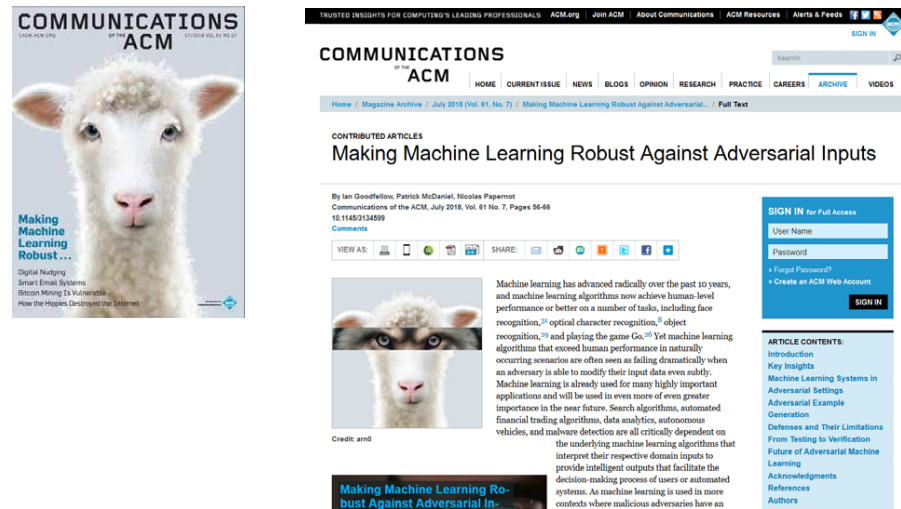 COMMUNICATIONS
CACM.ACM.ORG OF THE ACM 07/2018 VOL.61 NO.07
Making
Machine
Learning
Robust . . .
Digital Nudging
Smart Email Systems
Bitcoin Mining Is Vulnerable
How the Hippies Destroyed the Internet
TRUSTED INSIGHTS FOR COMPUTING'S LEADING PROFESSIONALS ACM.org Join ACM About Communications ACM Resources Alerts & Feeds
SIGN IN
COMMUNICATIONS
OF THE
ACM
Search
HOME CURRENT ISSUE NEWS BLOGS OPINION RESEARCH PRACTICE CAREERS ARCHIVE VIDEOS
Home / Magazine Archive / July 2018 (Vol. 61, No. 7) / Making Machine Learning Robust Against Adversarial... / Full Text
CONTRIBUTED ARTICLES
Making Machine Learning Robust Against Adversarial Inputs
By Ian Goodfellow, Patrick McDaniel, Nicolas Papernot
Communications of the ACM, July 2018, Vol. 61 No. 7, Pages 56-66
10.1145/3134599
Comments
VIEW AS: SHARE:
Machine learning has advanced radically over the past 10 years,
and machine learning algorithms now achieve human-level
performance or better on a number of tasks, including face
recognition,31 optical character recognition,8 object
recognition,29 and playing the game Go.26 Yet machine learning
algorithms that exceed human performance in naturally
occurring scenarios are often seen as failing dramatically when
an adversary is able to modify their input data even subtly.
Machine learning is already used for many highly important
applications and will be used in even more of even greater
importance in the near future. Search algorithms, automated
financial trading algorithms, data analytics, autonomous
vehicles, and malware detection are all critically dependent on
the underlying machine learning algorithms that
interpret their respective domain inputs to
provide intelligent outputs that facilitate the
decision-making process of users or automated
systems. As machine learning is used in more
contexts where malicious adversaries have an
Credit: arn0
Making Machine Learning Ro-
bust Against Adversarial In-
SIGN IN for Full Access
User Name
Password
» Forgot Password?
» Create an ACM Web Account
SIGN IN
ARTICLE CONTENTS:
Introduction
Key Insights
Machine Learning Systems in
Adversarial Settings
Adversarial Example
Generation
Defenses and Their Limitations
From Testing to Verification
Future of Adversarial Machine
Learning
Acknowledgments
References
Authors